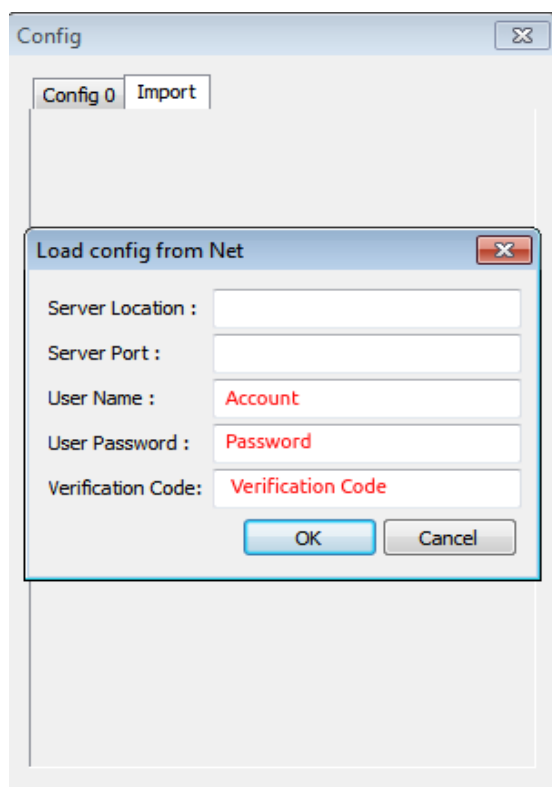 Config
Config 0 Import
Load config from Net
Server Location :
Server Port :
User Name : Account
User Password : Password
Verification Code: Verification Code
OK Cancel